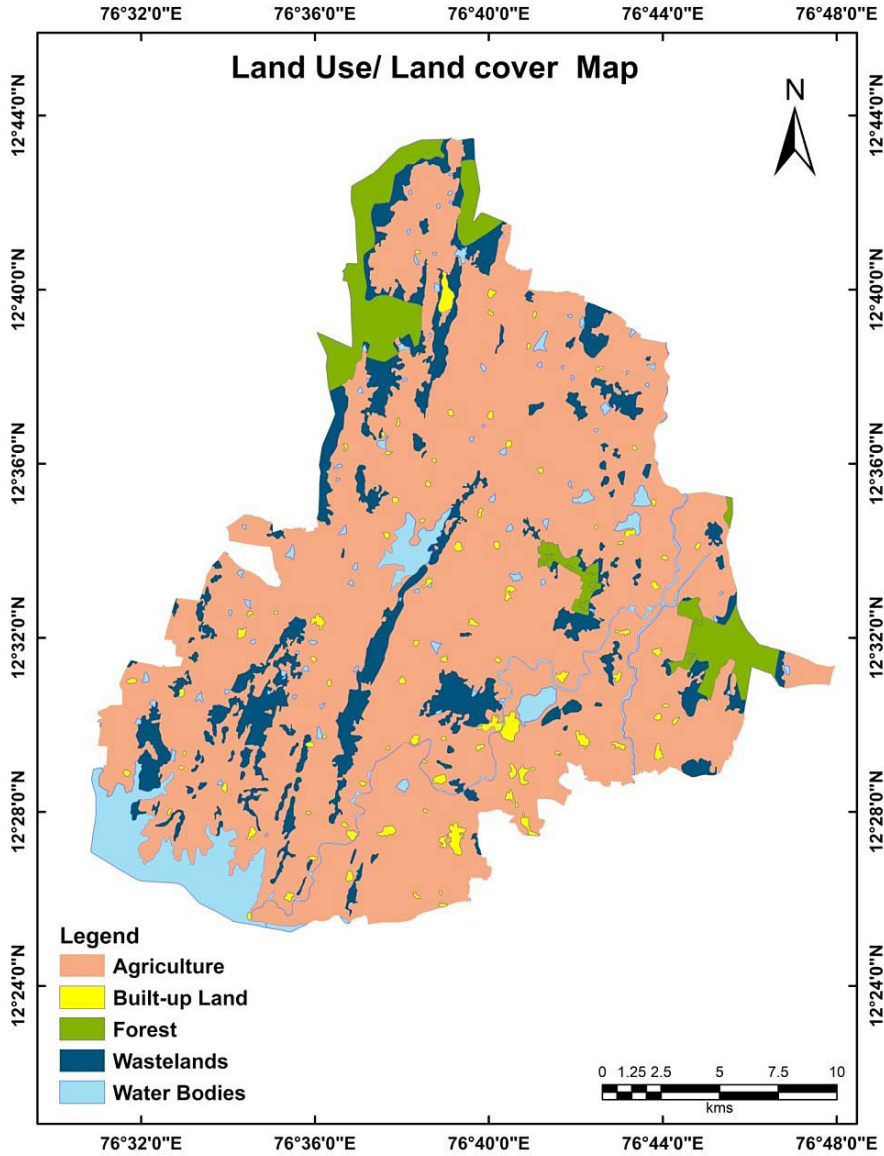 76°32'0"E 76°36'0"E 76°40'0"E 76°44'0"E 76°48'0"E
Land Use/ Land cover Map
N
12°44'0"N 12°44'0"N
12°40'0"N 12°40'0"N
12°36'0"N 12°36'0"N
12°32'0"N 12°32'0"N
12°28'0"N 12°28'0"N
12°24'0"N 12°24'0"N
Legend
Agriculture
Built-up Land
Forest
Wastelands
Water Bodies
0 1.25 2.5 5 7.5 10
kms
76°32'0"E 76°36'0"E 76°40'0"E 76°44'0"E 76°48'0"E